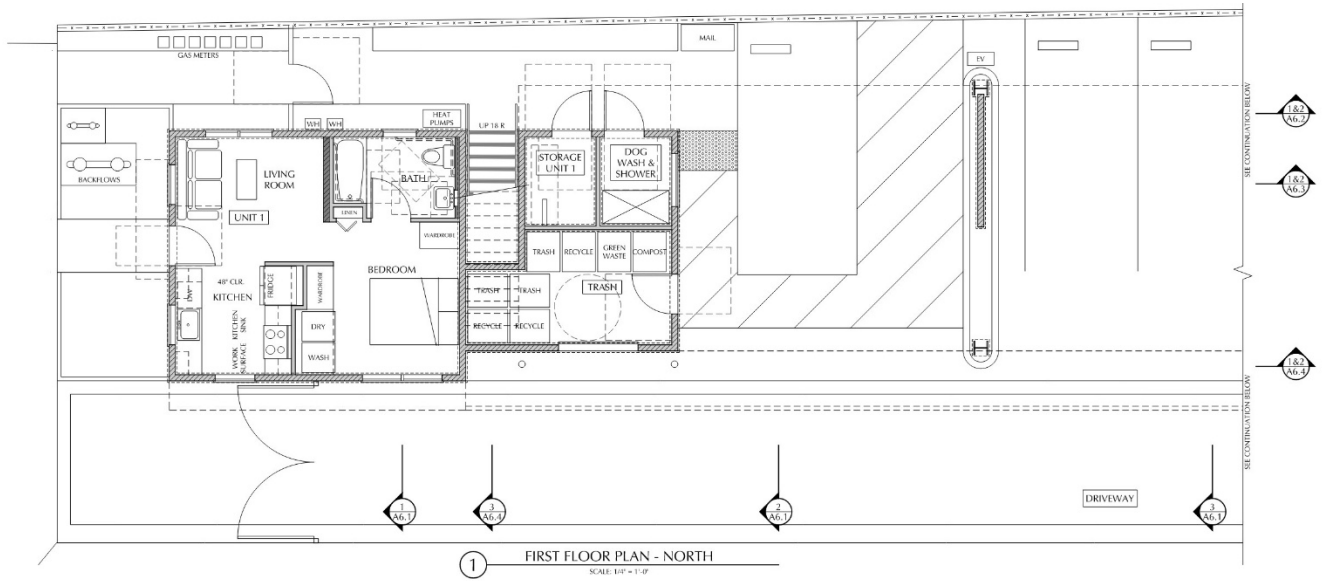 GAS METERS
MAIL
EV
SEE CONTINUATION BELOW
1&2
A6.2
WH
WH
HEAT
PUMPS
UP 18 R
BACKFLOWS
LIVING
ROOM
BATH
STORAGE
UNIT 1
DOG
WASH &
SHOWER
1&2
A6.3
UNIT 1
LINEN
WARDROBE
TRASH
RECYCLE
GREEN
WASTE
COMPOST
48" CLR.
KITCHEN
FRIDGE
WARDROBE
BEDROOM
TRASH
TRASH
TRASH
DW
WORK
SURFACE
KITCHEN
SINK
DRY
WASH
RECYCLE
RECYCLE
1&2
A6.4
SEE CONTINUATION BELOW
1
A6.1
3
A6.4
2
A6.1
DRIVEWAY
3
A6.1
1
FIRST FLOOR PLAN - NORTH
SCALE: 1/4" = 1'-0"